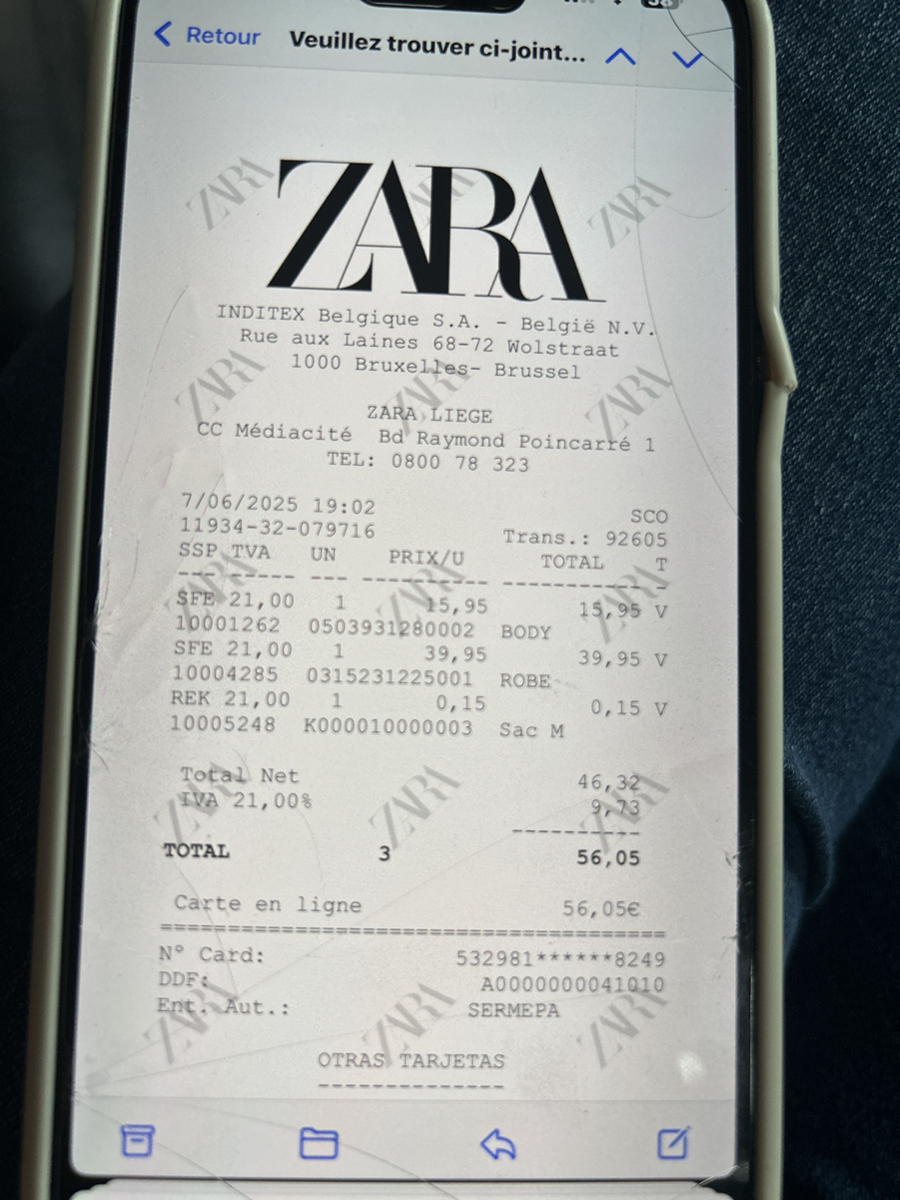 Retour Veuillez trouver ci-joint...
ZARA
INDITEX Belgique S.A. - België N.V.
Rue aux Laines 68-72 Wolstraat
1000 Bruxelles- Brussel
ZARA LIEGE
CC Médiacité Bd Raymond Poincarré 1
TEL: 0800 78 323
7/06/2025 19:02 SCO
11934-32-079716 Trans.: 92605
SSP TVA UN PRIX/U TOTAL T
SFE 21,00 1 15,95 15,95 V
10001262 0503931280002 BODY
SFE 21,00 1 39,95 39,95 V
10004285 0315231225001 ROBE
REK 21,00 1 0,15 0,15 V
10005248 K000010000003 Sac M
Total Net 46,32
IVA 21,00% 9,73
TOTAL 3 56,05
Carte en ligne 56,05€
N° Card: 532981******8249
DDF: A0000000041010
Ent. Aut.: SERMEPA
OTRAS TARJETAS